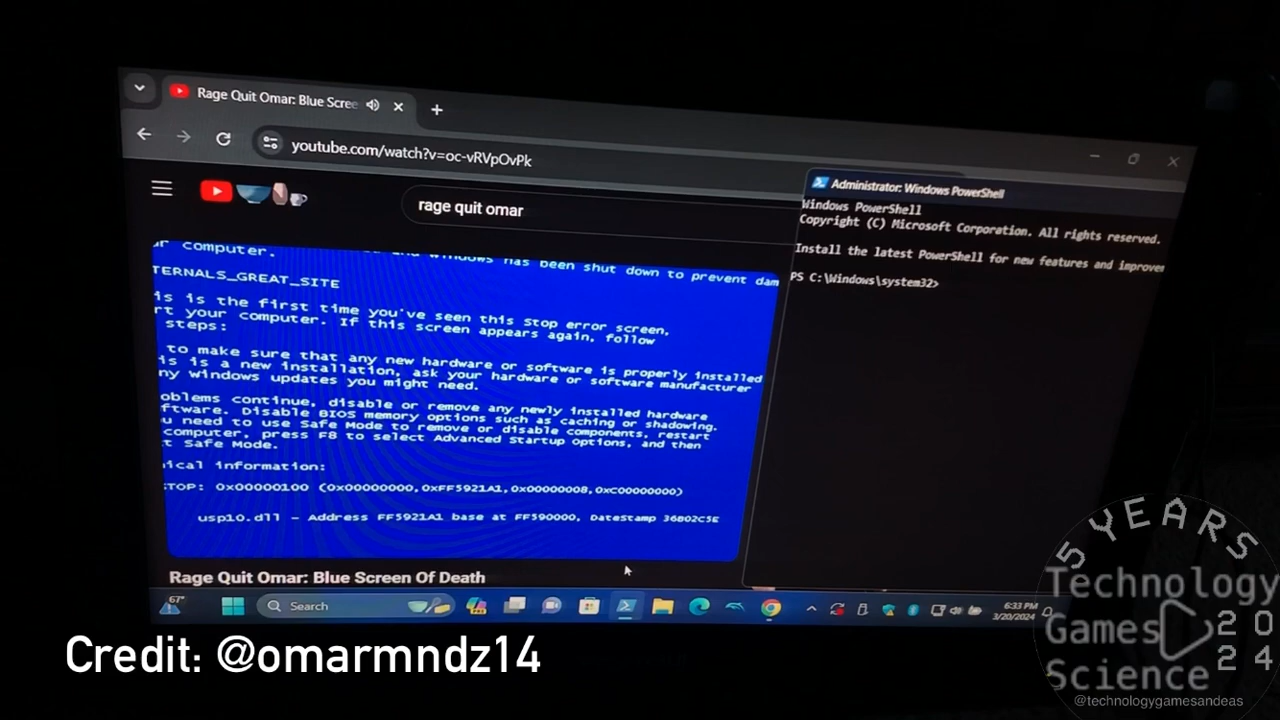 Rage Quit Omar: Blue Scree
youtube.com/watch?v=oc-vRVpOvPk
rage quit omar
Administrator: Windows PowerShell
Windows PowerShell
Copyright (C) Microsoft Corporation. All rights reserved.
Install the latest PowerShell for new features and improve
PS C:\Windows\system32>
and windows has been shut down to prevent dam
computer.
TERNALS_GREAT_SITE
is is the first time you've seen this Stop error screen,
rt your computer. If this screen appears again, follow
steps:
to make sure that any new hardware or software is properly installed
is is a new installation, ask your hardware or software manufacturer
ny windows updates you might need.
oblems continue, disable or remove any newly installed hardware
ftware. Disable BIOS memory options such as caching or shadowing.
u need to use Safe Mode to remove or disable components, restart
computer, press F8 to select Advanced Startup Options, and then
t Safe Mode.
ical information:
TOP: 0x00000100 (0x00000000,0xFF5921A1,0x00000008,0xC0000000)
usp10.dll - Address FF5921A1 base at FF590000, DateStamp 36B02C5E
Rage Quit Omar: Blue Screen Of Death
67°
Search
6:33 PM
3/20/2024
Credit: @omarmndz14
5 YEARS
Technology
Games
Science
2024
@technologygamesandeas